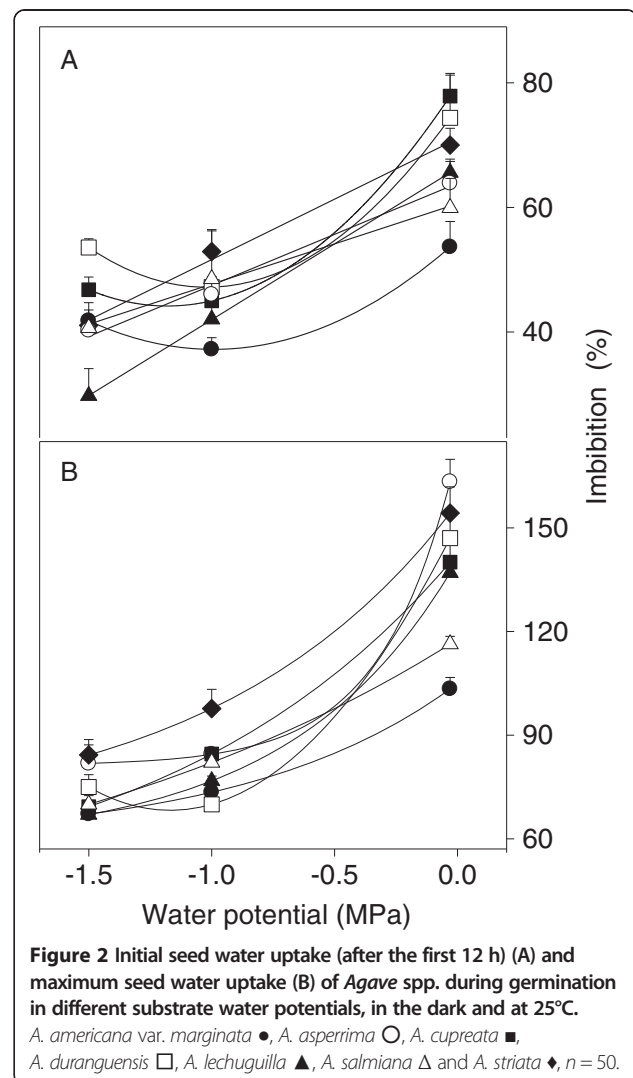 A
80
60
40
Imbibition (%)
B
150
120
90
60
-1.5 -1.0 -0.5 0.0
Water potential (MPa)
Figure 2 Initial seed water uptake (after the first 12 h) (A) and
maximum seed water uptake (B) of Agave spp. during germination
in different substrate water potentials, in the dark and at 25°C.
A. americana var. marginata ●, A. asperrima ○, A. cupreata ■,
A. duranguensis □, A. lechuguilla ▲, A. salmiana Δ and A. striata ♦, n = 50.